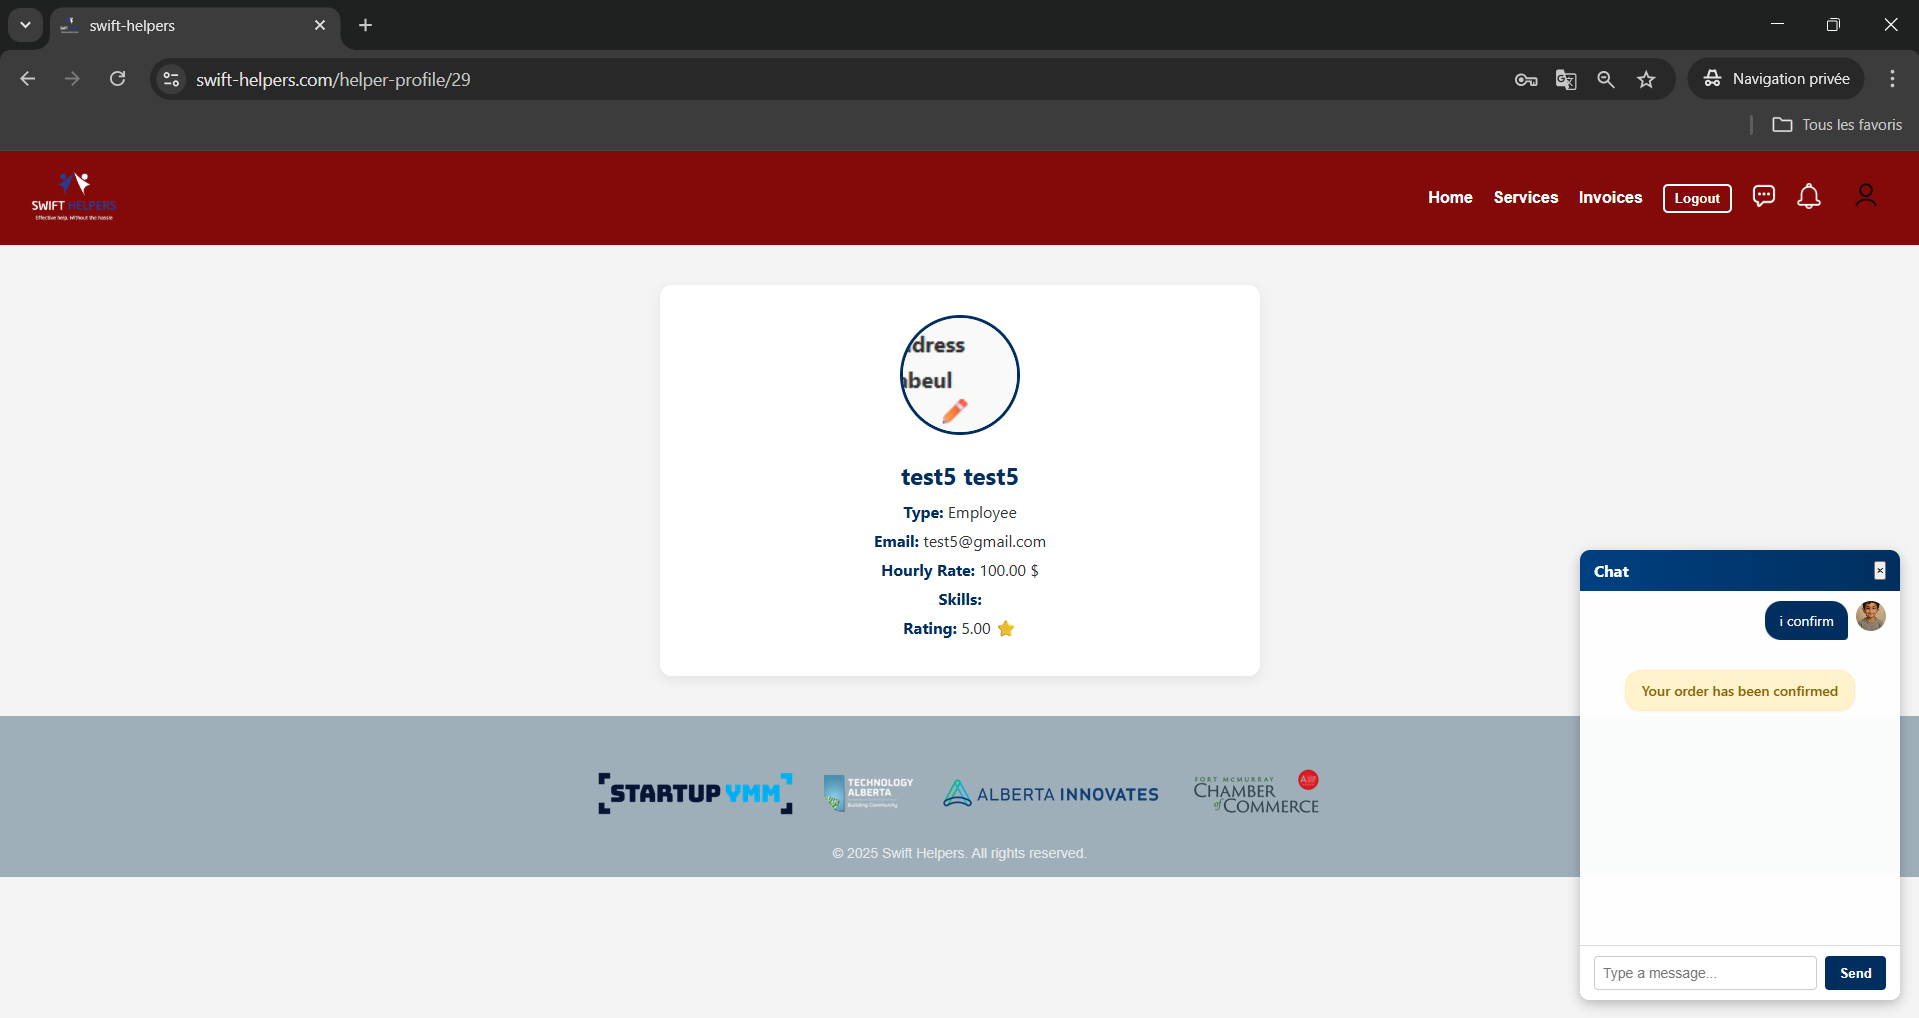 swift-helpers
swift-helpers.com/helper-profile/29
Navigation privée
Tous les favoris
SWIFT HELPERS
Effective help. Without the hassle
Home
Services
Invoices
Logout
dress
abeul
test5 test5
Type: Employee
Email: test5@gmail.com
Hourly Rate: 100.00 $
Skills:
Rating: 5.00
Chat
i confirm
Your order has been confirmed
Type a message...
Send
STARTUP YMM
TECHNOLOGY
ALBERTA
Building Community
ALBERTA INNOVATES
FORT MCMURRAY
CHAMBER
of COMMERCE
© 2025 Swift Helpers. All rights reserved.